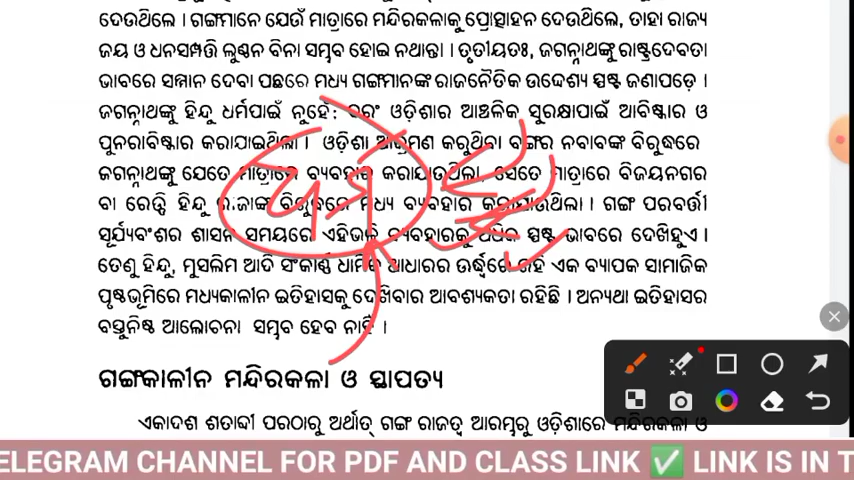 ଦେଉଥିଲେ । ଗଙ୍ଗମାନେ ଯେଉଁ ମାତ୍ରାରେ ମନ୍ଦିରକଳାକୁ ପ୍ରୋତ୍ସାହନ ଦେଉଥିଲେ, ତାହା ରାଜ୍ୟ
ଜୟ ଓ ଧନସମ୍ପତ୍ତି ଲୁଣ୍ଠନ ବିନା ସମ୍ଭବ ହୋଇ ନଥାନ୍ତା । ତୃତୀୟତଃ, ଜଗନ୍ନାଥଙ୍କୁ ରାଷ୍ଟ୍ରଦେବତା
ଭାବରେ ସମ୍ମାନ ଦେବା ପଛରେ ମଧ୍ୟ ଗଙ୍ଗମାନଙ୍କ ରାଜନୈତିକ ଉଦ୍ଦେଶ୍ୟ ସ୍ପଷ୍ଟ ଜଣାପଡ଼େ ।
ଜଗନ୍ନାଥଙ୍କୁ ହିନ୍ଦୁ ଧର୍ମପାଇଁ ନୁହେଁ: ବରଂ ଓଡ଼ିଶାର ଆଞ୍ଚଳିକ ସୁରକ୍ଷାପାଇଁ ଆବିଷ୍କାର ଓ
ପୁନରାବିଷ୍କାର କରାଯାଇଥିଲା । ଓଡ଼ିଶା ଆକ୍ରମଣ କରୁଥିବା ବଙ୍ଗର ନବାବଙ୍କ ବିରୁଦ୍ଧରେ
ଜଗନ୍ନାଥଙ୍କୁ ଯେତେ ମାତ୍ରାରେ ବ୍ୟବହାର କରାଯାଉଥିଲା, ସେତେ ମାତ୍ରାରେ ବିଜୟନଗର
ବା ରେଡ୍ଡି ହିନ୍ଦୁ ରାଜାଙ୍କ ବିରୁଦ୍ଧରେ ମଧ୍ୟ ବ୍ୟବହାର କରାଯାଉଥିଲା । ଗଙ୍ଗ ପରବର୍ତ୍ତୀ
ସୂର୍ଯ୍ୟବଂଶର ଶାସନ ସମୟରେ ଏହିଭଳି ବ୍ୟବହାରକୁ ଅଧିକ ସ୍ପଷ୍ଟ ଭାବରେ ଦେଖିହୁଏ ।
ତେଣୁ ହିନ୍ଦୁ, ମୁସଲିମ ଆଦି ସଂକୀର୍ଣ୍ଣ ଧାର୍ମିକ ଆଧାରର ଊର୍ଦ୍ଧ୍ୱରେ ରହି ଏକ ବ୍ୟାପକ ସାମାଜିକ
ପୃଷ୍ଠଭୂମିରେ ମଧ୍ୟକାଳୀନ ଇତିହାସକୁ ଦେଖିବାର ଆବଶ୍ୟକତା ରହିଛି । ଅନ୍ୟଥା ଇତିହାସର
ବସ୍ତୁନିଷ୍ଠ ଆଲୋଚନା ସମ୍ଭବ ହେବ ନାହିଁ ।
ଗଙ୍ଗକାଳୀନ ମନ୍ଦିରକଳା ଓ ସ୍ଥାପତ୍ୟ
ଏକାଦଶ ଶତାବ୍ଦୀ ପରଠାରୁ ଅର୍ଥାତ୍ ଗଙ୍ଗ ରାଜତ୍ୱ ଆରମ୍ଭରୁ ଓଡ଼ିଶାରେ ମନ୍ଦିରକଳା ଓ
ELEGRAM CHANNEL FOR PDF AND CLASS LINK ✅ LINK IS IN T